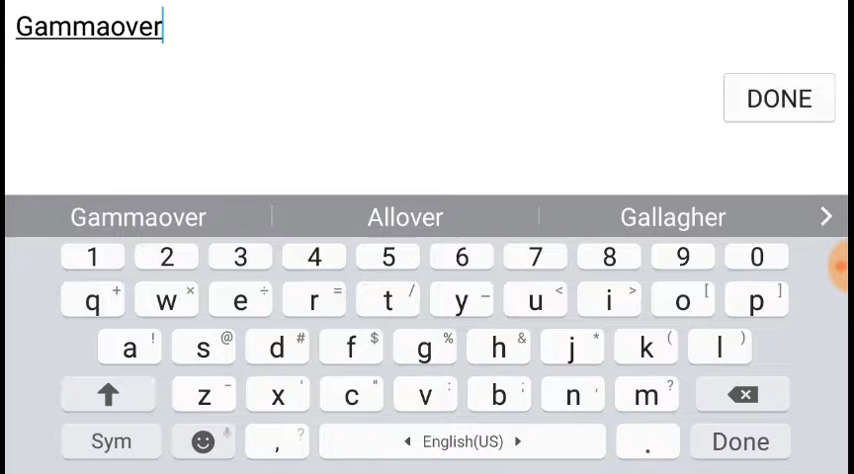 Gammaover
DONE
Gammaover Allover Gallagher >
1 2 3 4 5 6 7 8 9 0
q + w × e ÷ r = t / y _ u < i > o [ p ]
a ! s @ d # f $ g % h & j * k ( l )
z - x ' c " v : b ; n , m ?
Sym , ? English(US) . Done